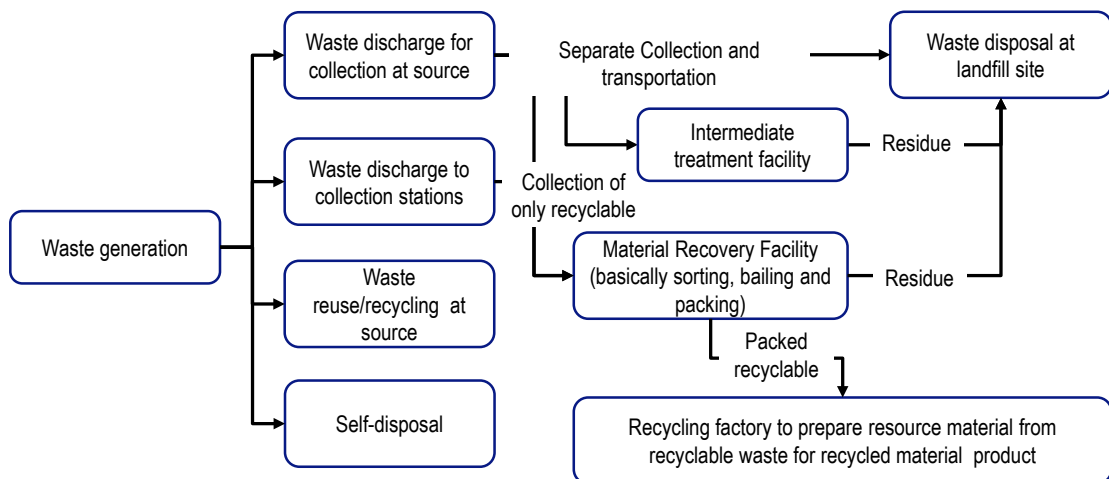 Waste discharge for
collection at source
Separate Collection and
transportation
Waste disposal at
landfill site
Intermediate
treatment facility
Residue
Waste discharge to
collection stations
Collection of
only recyclable
Waste generation
Material Recovery Facility
(basically sorting, bailing and
packing)
Residue
Waste
reuse/recycling at
source
Packed
recyclable
Self-disposal
Recycling factory to prepare resource material from
recyclable waste for recycled material product